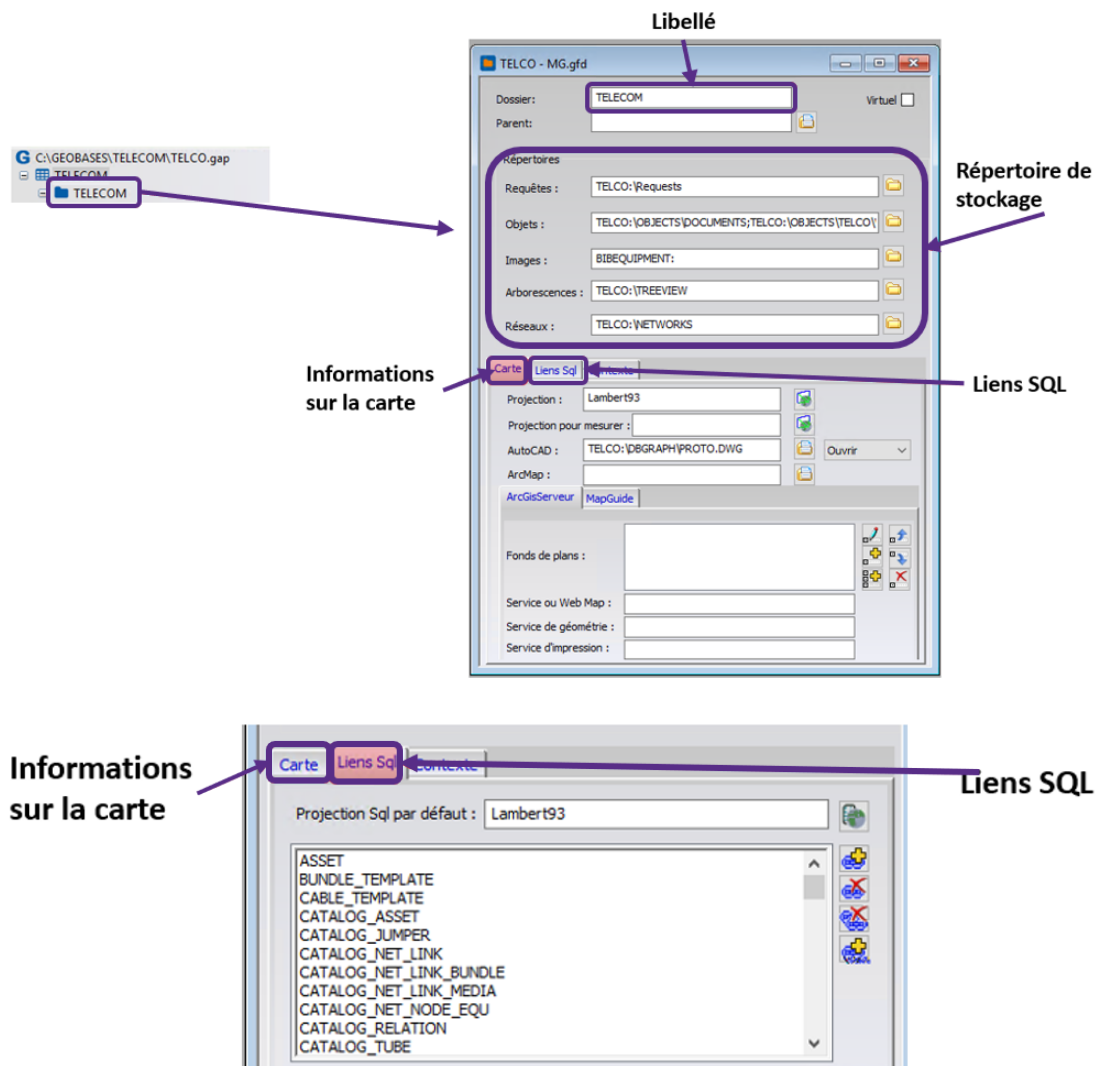 Libellé
TELCO - MG.gfd
Dossier: TELECOM Virtuel
Parent:
C:\GEOBASES\TELECOM\TELCO.gap
TELECOM
TELECOM
Répertoires
Requêtes : TELCO:\Requests
Objets : TELCO:\OBJECTS\DOCUMENTS;TELCO:\OBJECTS\TELCO\
Images : BIBEQUIPMENT:
Arborescences : TELCO:\TREEVIEW
Réseaux : TELCO:\NETWORKS
Répertoire de
stockage
Informations
sur la carte
Carte Liens Sql Contexte
Liens SQL
Projection : Lambert93
Projection pour mesurer :
AutoCAD : TELCO:\DBGRAPH\PROTO.DWG Ouvrir
ArcMap :
ArcGisServeur MapGuide
Fonds de plans :
Service ou Web Map :
Service de géométrie :
Service d'impression :
Informations
sur la carte
Carte Liens Sql Contexte
Liens SQL
Projection Sql par défaut : Lambert93
ASSET
BUNDLE_TEMPLATE
CABLE_TEMPLATE
CATALOG_ASSET
CATALOG_JUMPER
CATALOG_NET_LINK
CATALOG_NET_LINK_BUNDLE
CATALOG_NET_LINK_MEDIA
CATALOG_NET_NODE_EQU
CATALOG_RELATION
CATALOG_TUBE